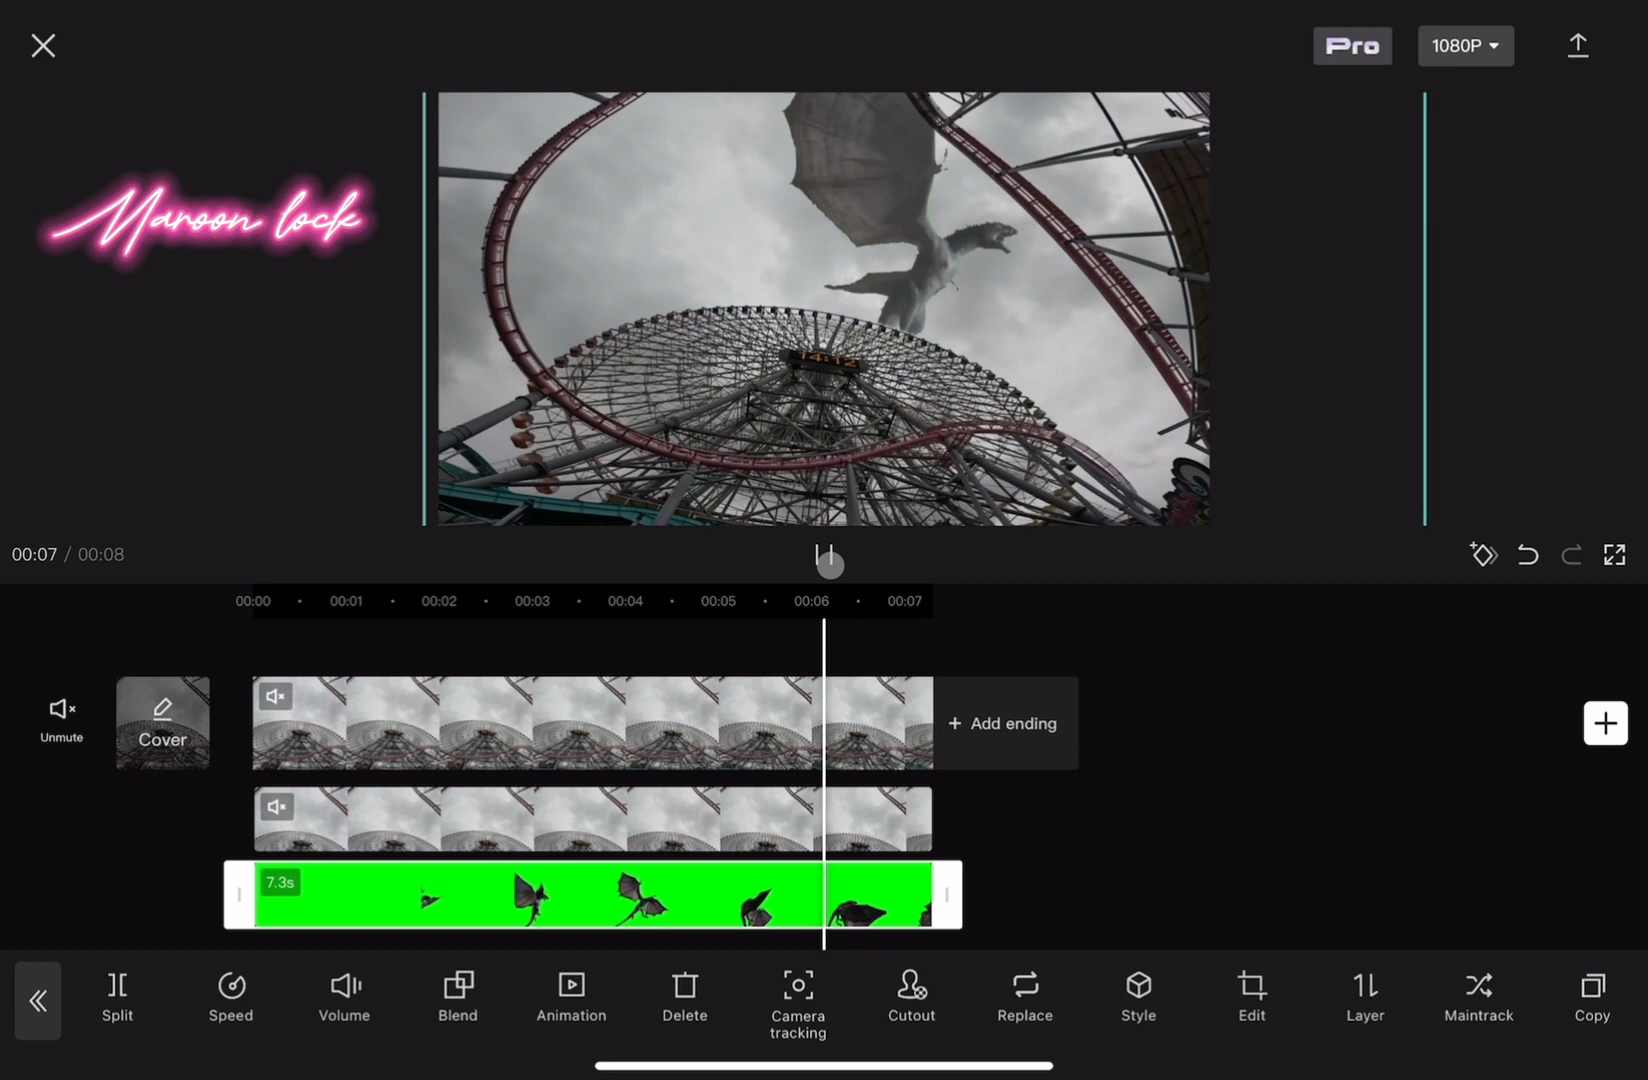 Pro
1080P
Maroon lock
14:12
00:07 / 00:08
00:00 00:01 00:02 00:03 00:04 00:05 00:06 00:07
Unmute
Cover
+ Add ending
7.3s
Split
Speed
Volume
Blend
Animation
Delete
Camera
tracking
Cutout
Replace
Style
Edit
Layer
Maintrack
Copy